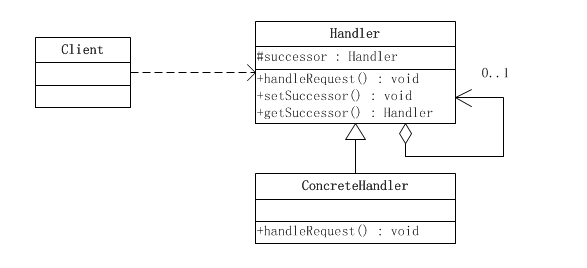 Client
Handler
#successor : Handler
+handleRequest() : void
+setSuccessor() : void
+getSuccessor() : Handler
0..1
ConcreteHandler
+handleRequest() : void